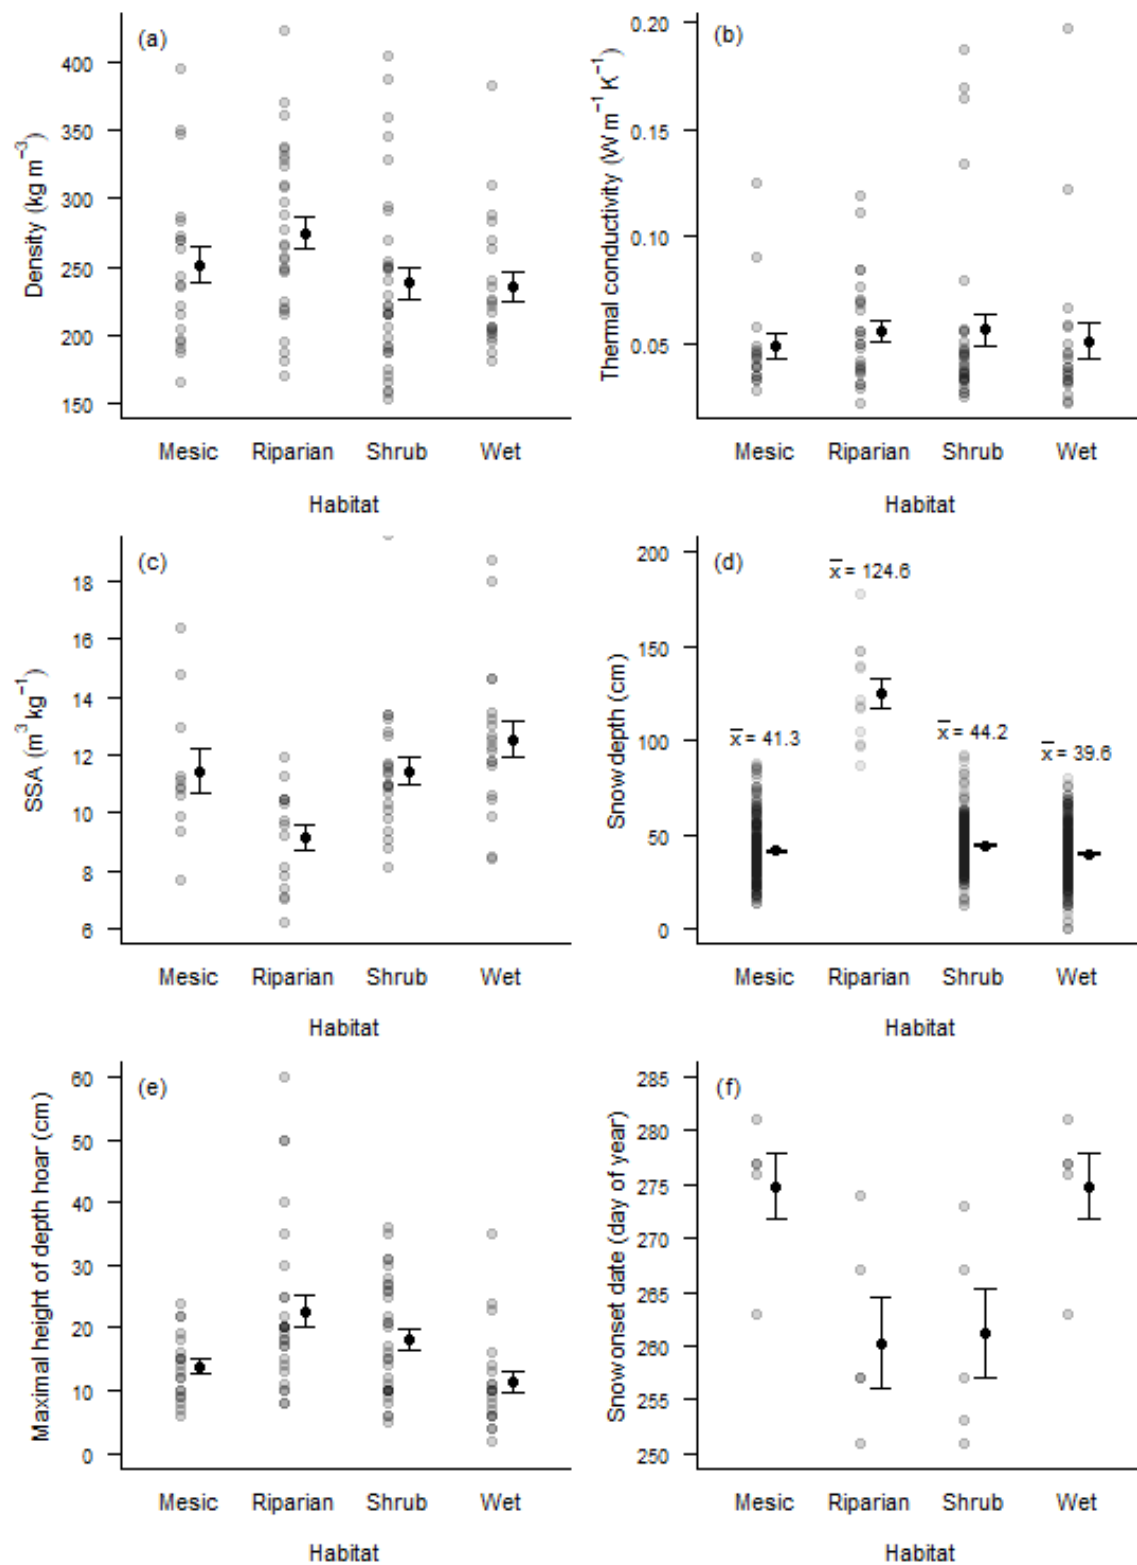 (a)
Density (kg m−3)
400
350
300
250
200
150
Mesic Riparian Shrub Wet
Habitat
(b)
Thermal conductivity (W m−1 K−1)
0.20
0.15
0.10
0.05
Mesic Riparian Shrub Wet
Habitat
(c)
SSA (m3 kg−1)
18
16
14
12
10
8
6
Mesic Riparian Shrub Wet
Habitat
(d)
Snow depth (cm)
200
150
100
50
0
x̄ = 41.3
x̄ = 124.6
x̄ = 44.2
x̄ = 39.6
Mesic Riparian Shrub Wet
Habitat
(e)
Maximal height of depth hoar (cm)
60
50
40
30
20
10
0
Mesic Riparian Shrub Wet
Habitat
(f)
Snow onset date (day of year)
285
280
275
270
265
260
255
250
Mesic Riparian Shrub Wet
Habitat